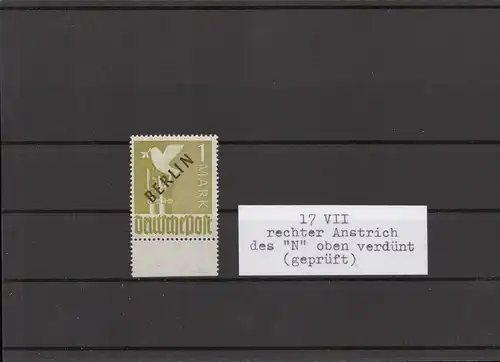 1
MARK
BERLIN
Deutsche Post
17 VII
rechter Anstrich
des "N" oben verdünt
(geprüft)